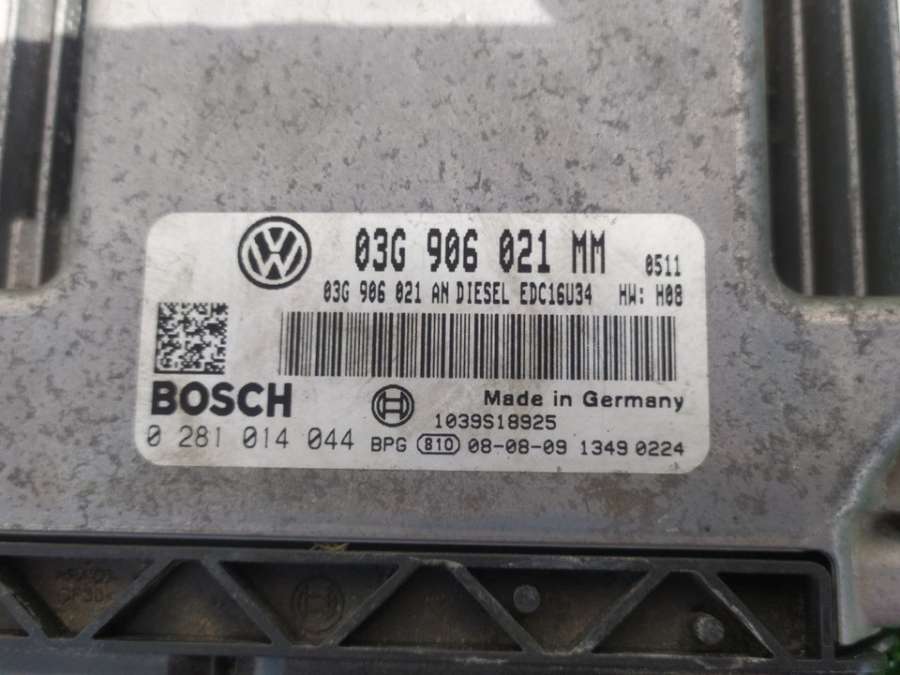 03G 906 021 MM 0511
03G 906 021 AN DIESEL EDC16U34 HW: H08
BOSCH
Made in Germany
1039S18925
0 281 014 044 BPG 810 08-08-09 1349 0224